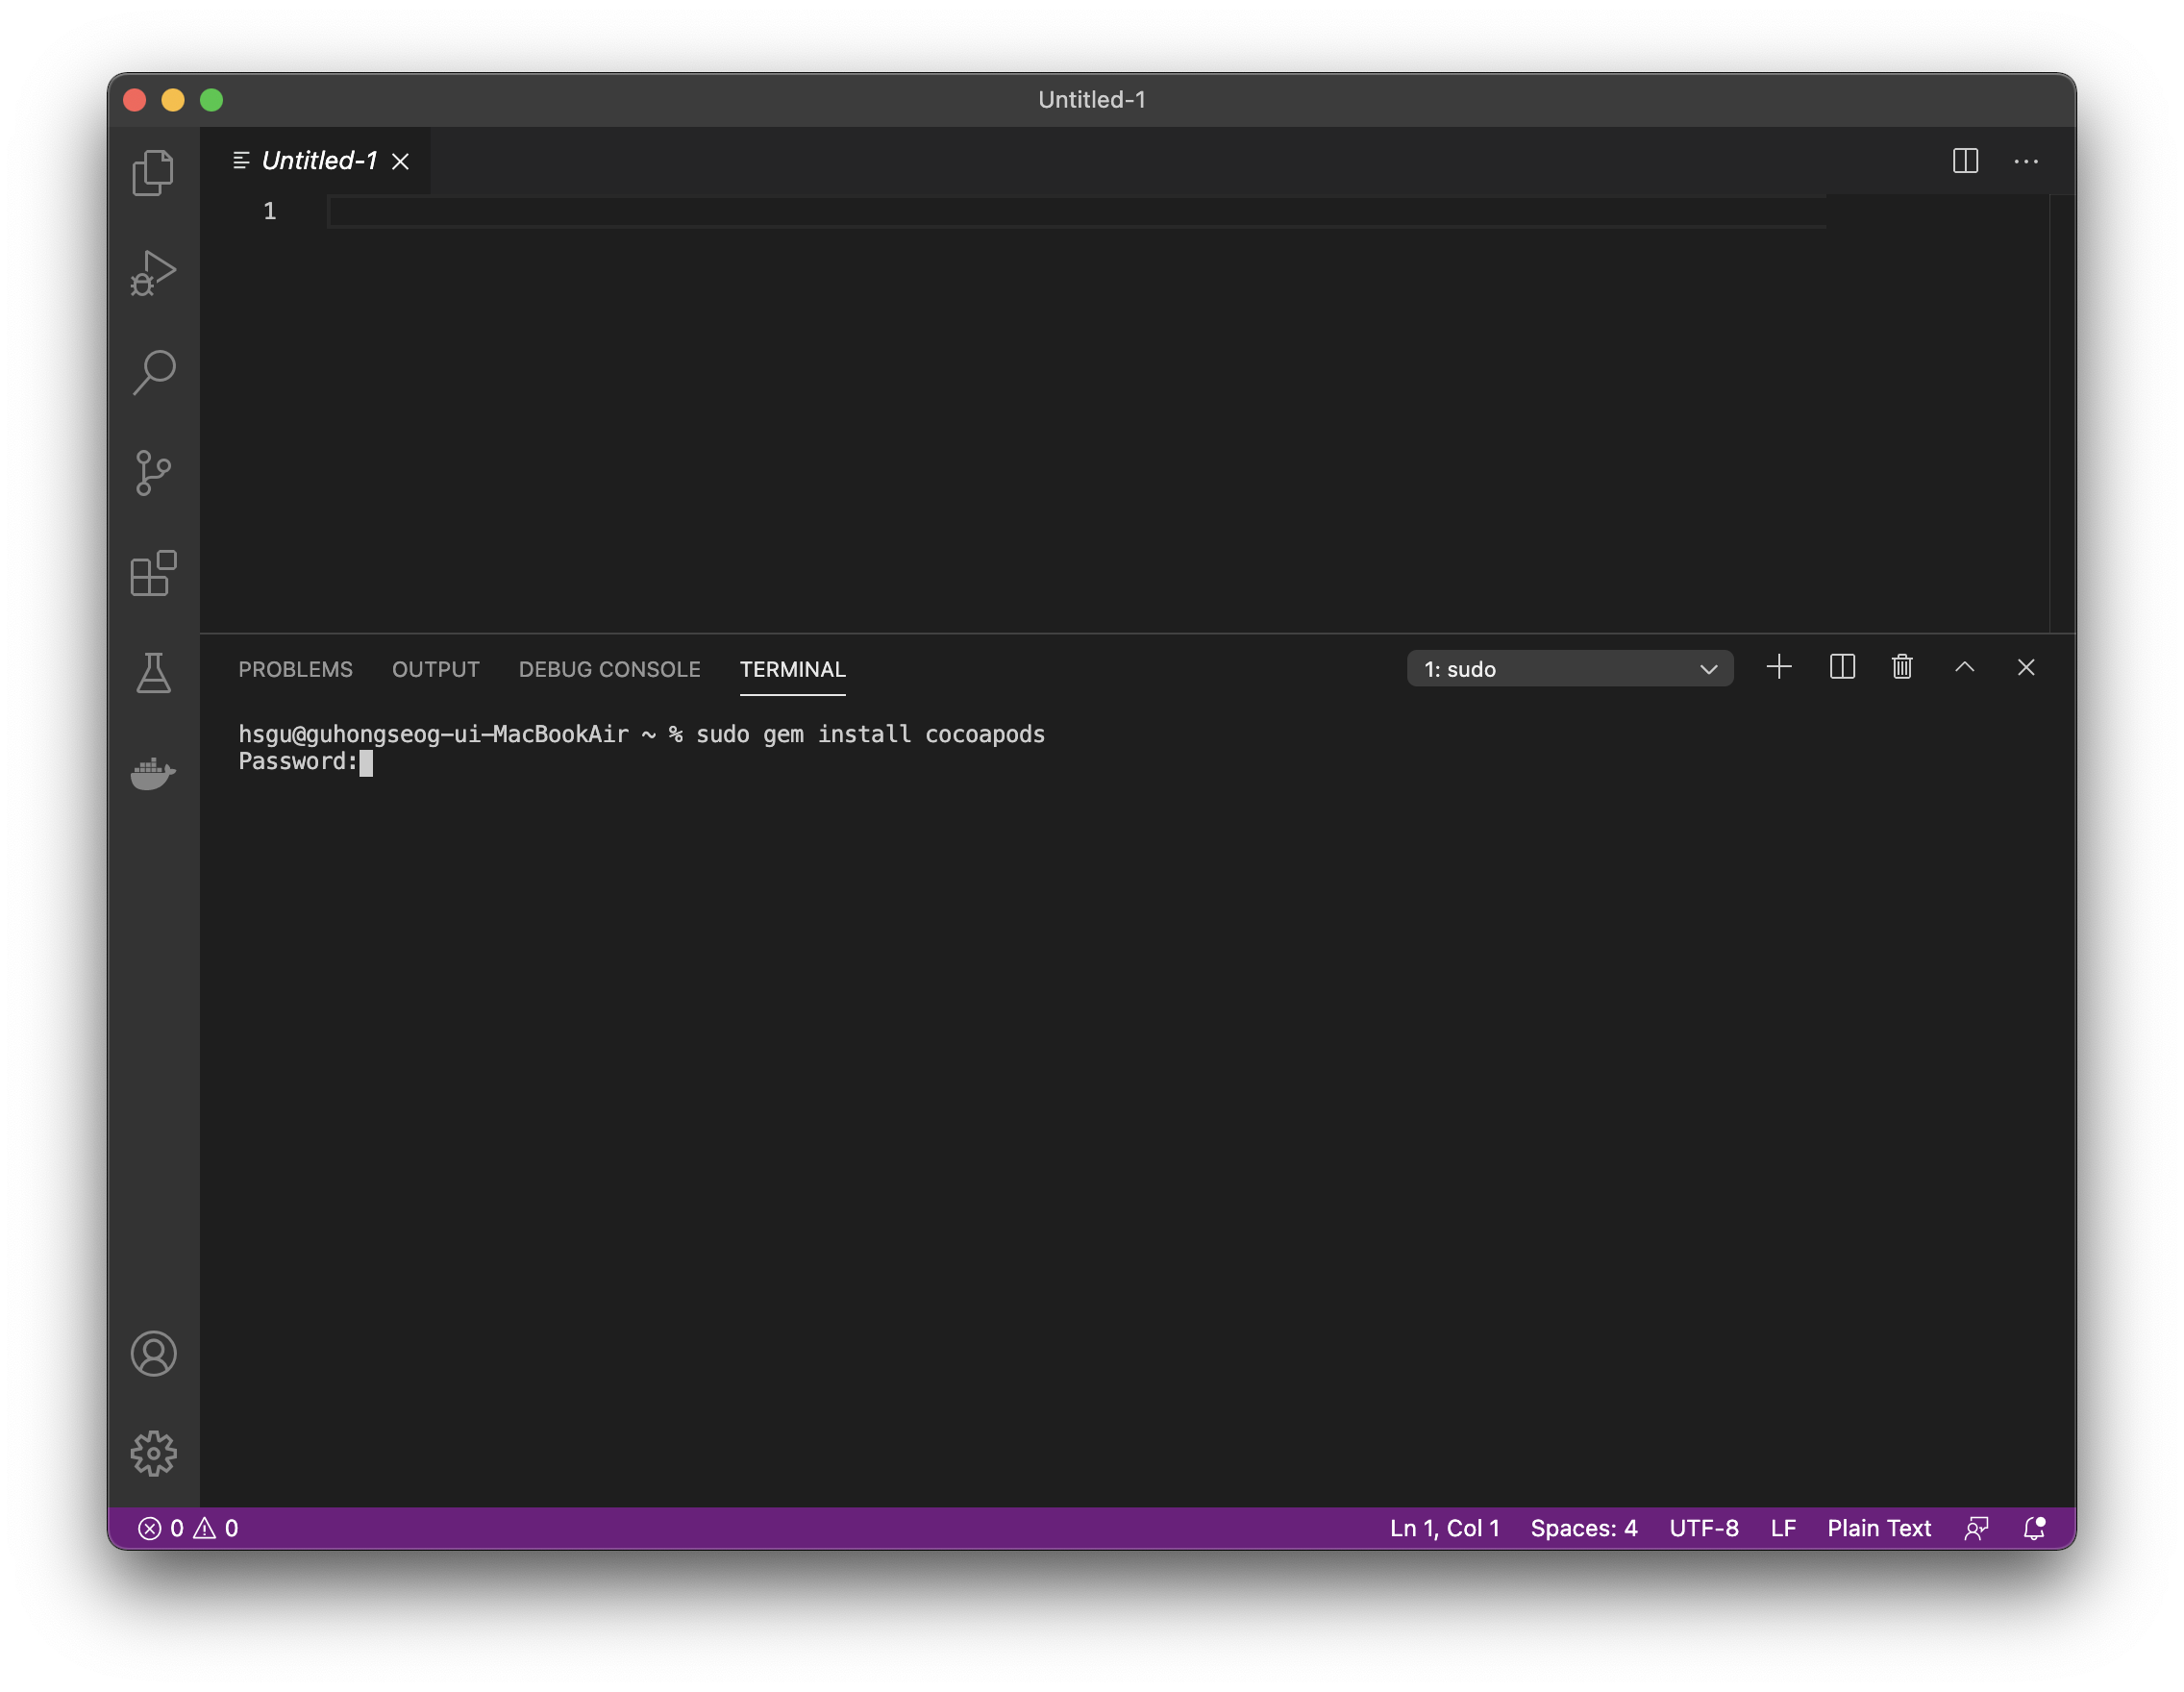 Untitled-1
Untitled-1
1
PROBLEMS OUTPUT DEBUG CONSOLE TERMINAL 1: sudo
hsgu@guhongseog-ui-MacBookAir ~ % sudo gem install cocoapods
Password:
0 0 Ln 1, Col 1 Spaces: 4 UTF-8 LF Plain Text